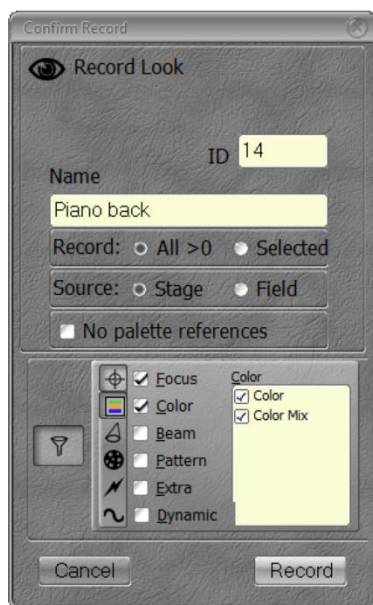 Confirm Record
Record Look
ID 14
Name
Piano back
Record: All >0 Selected
Source: Stage Field
No palette references
Focus Color
Color Color
Beam Color Mix
Pattern
Extra
Dynamic
Cancel Record